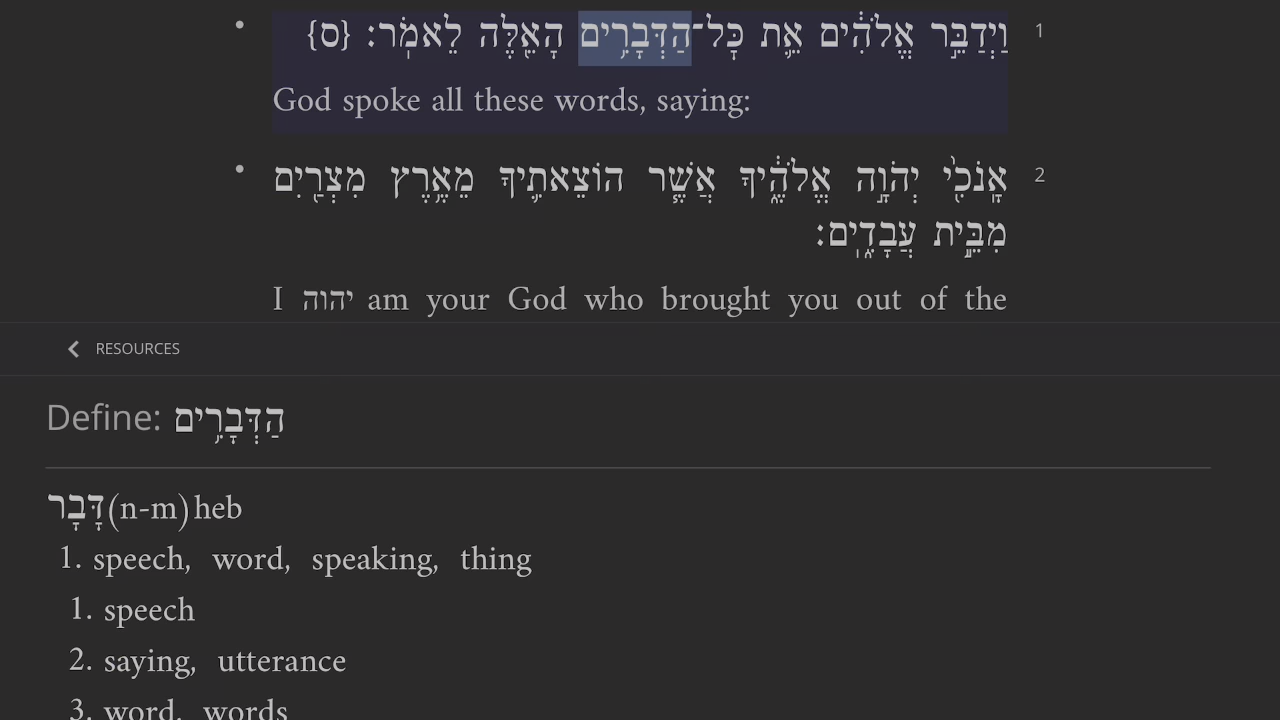 1 וַיְדַבֵּ֣ר אֱלֹהִ֔ים אֵ֛ת כׇּל־הַדְּבָרִ֥ים הָאֵ֖לֶּה לֵאמֹֽר׃ {ס}
God spoke all these words, saying:
2 אָֽנֹכִ֖י֙ יְהֹוָ֣ה אֱלֹהֶ֑֔יךָ אֲשֶׁ֧ר הוֹצֵאתִ֛יךָ מֵאֶ֥רֶץ מִצְרַ֖יִם
מִבֵּ֣֥ית עֲבָדִ֑͏ֽים׃
I יהוה am your God who brought you out of the
RESOURCES
Define: הַדְּבָרִ֥ים
דָּבָר(n-m)heb
1. speech, word, speaking, thing
1. speech
2. saying, utterance
3. word, words